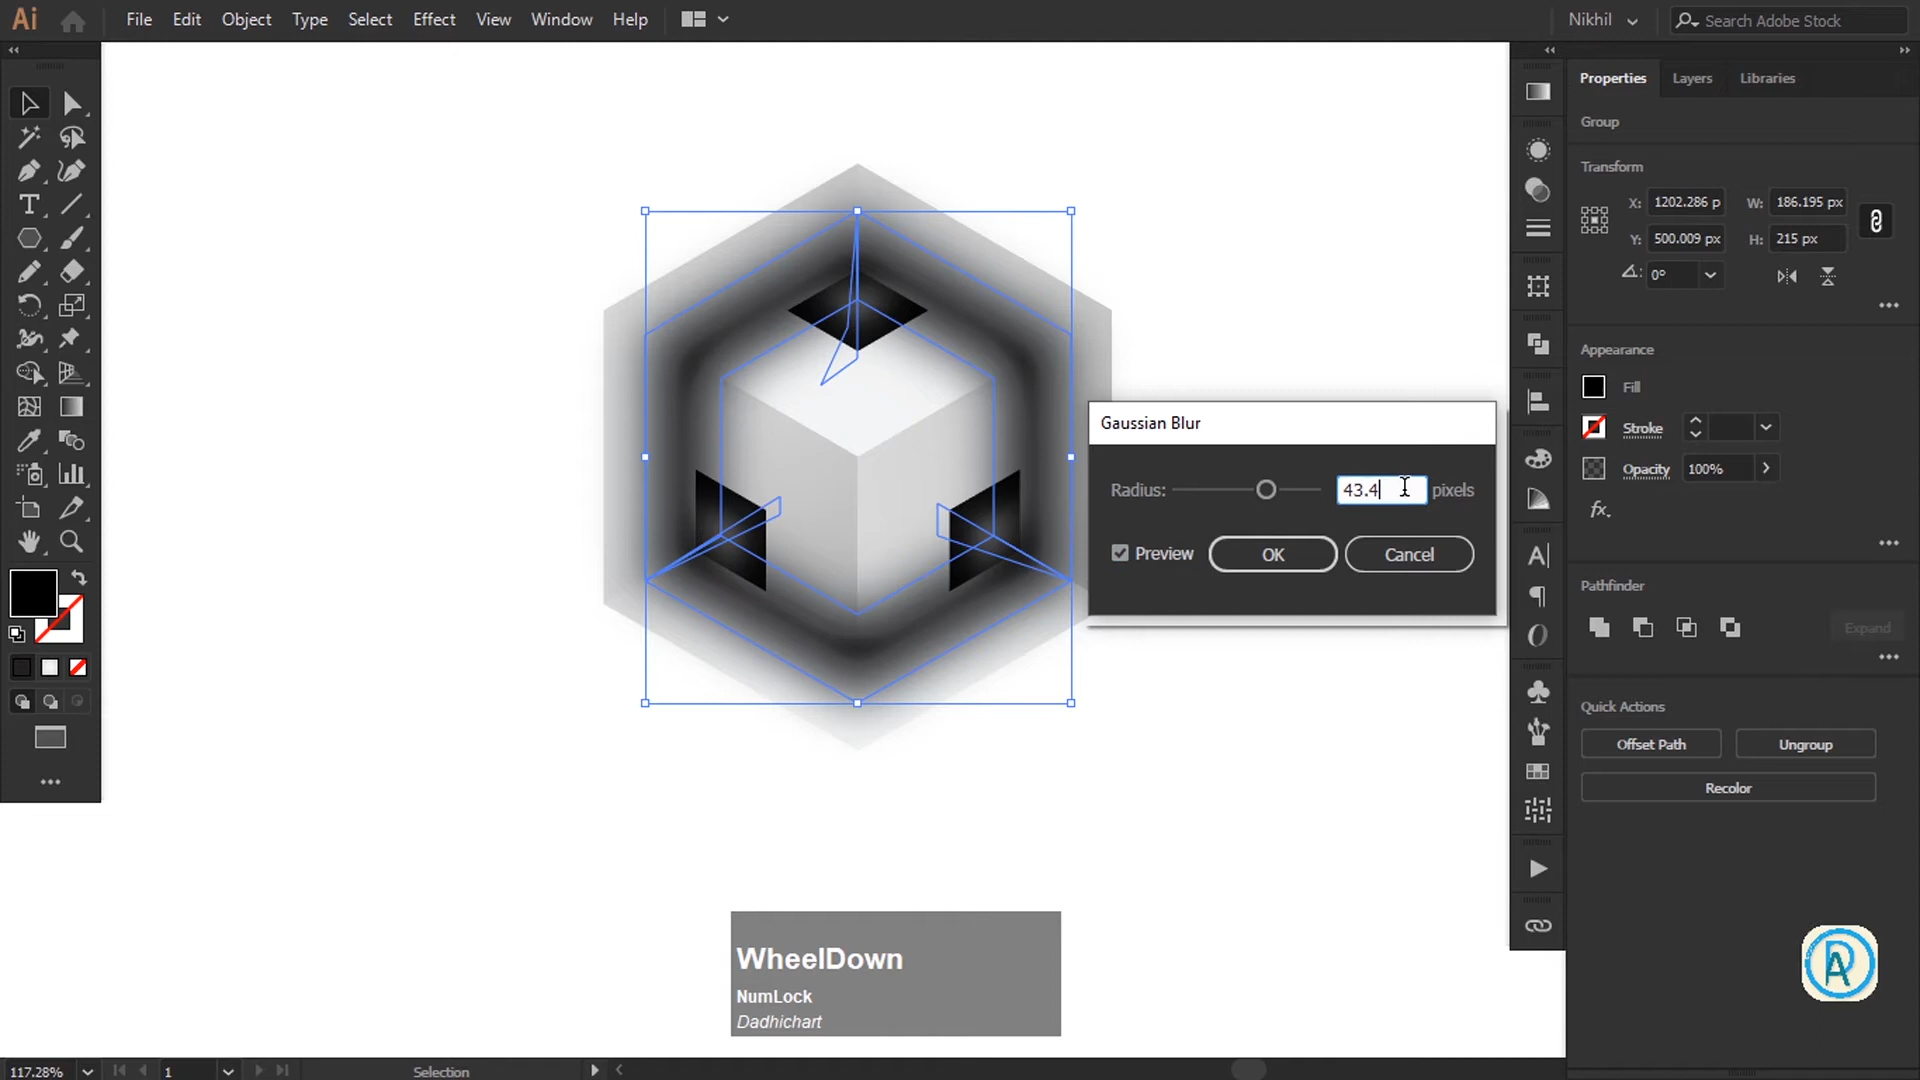 Ai File Edit Object Type Select Effect View Window Help Nikhil Search Adobe Stock
Properties Layers Libraries
Group
Transform
X: 1202.286 p W: 186.195 px
Y: 500.009 px H: 215 px
0°
Appearance
Fill
Stroke
Opacity 100%
fx.
Gaussian Blur
Radius: 43.4 pixels
Preview OK Cancel
Pathfinder
Expand
Quick Actions
Offset Path Ungroup
Recolor
WheelDown
NumLock
Dadhichart
117.28% 1 Selection